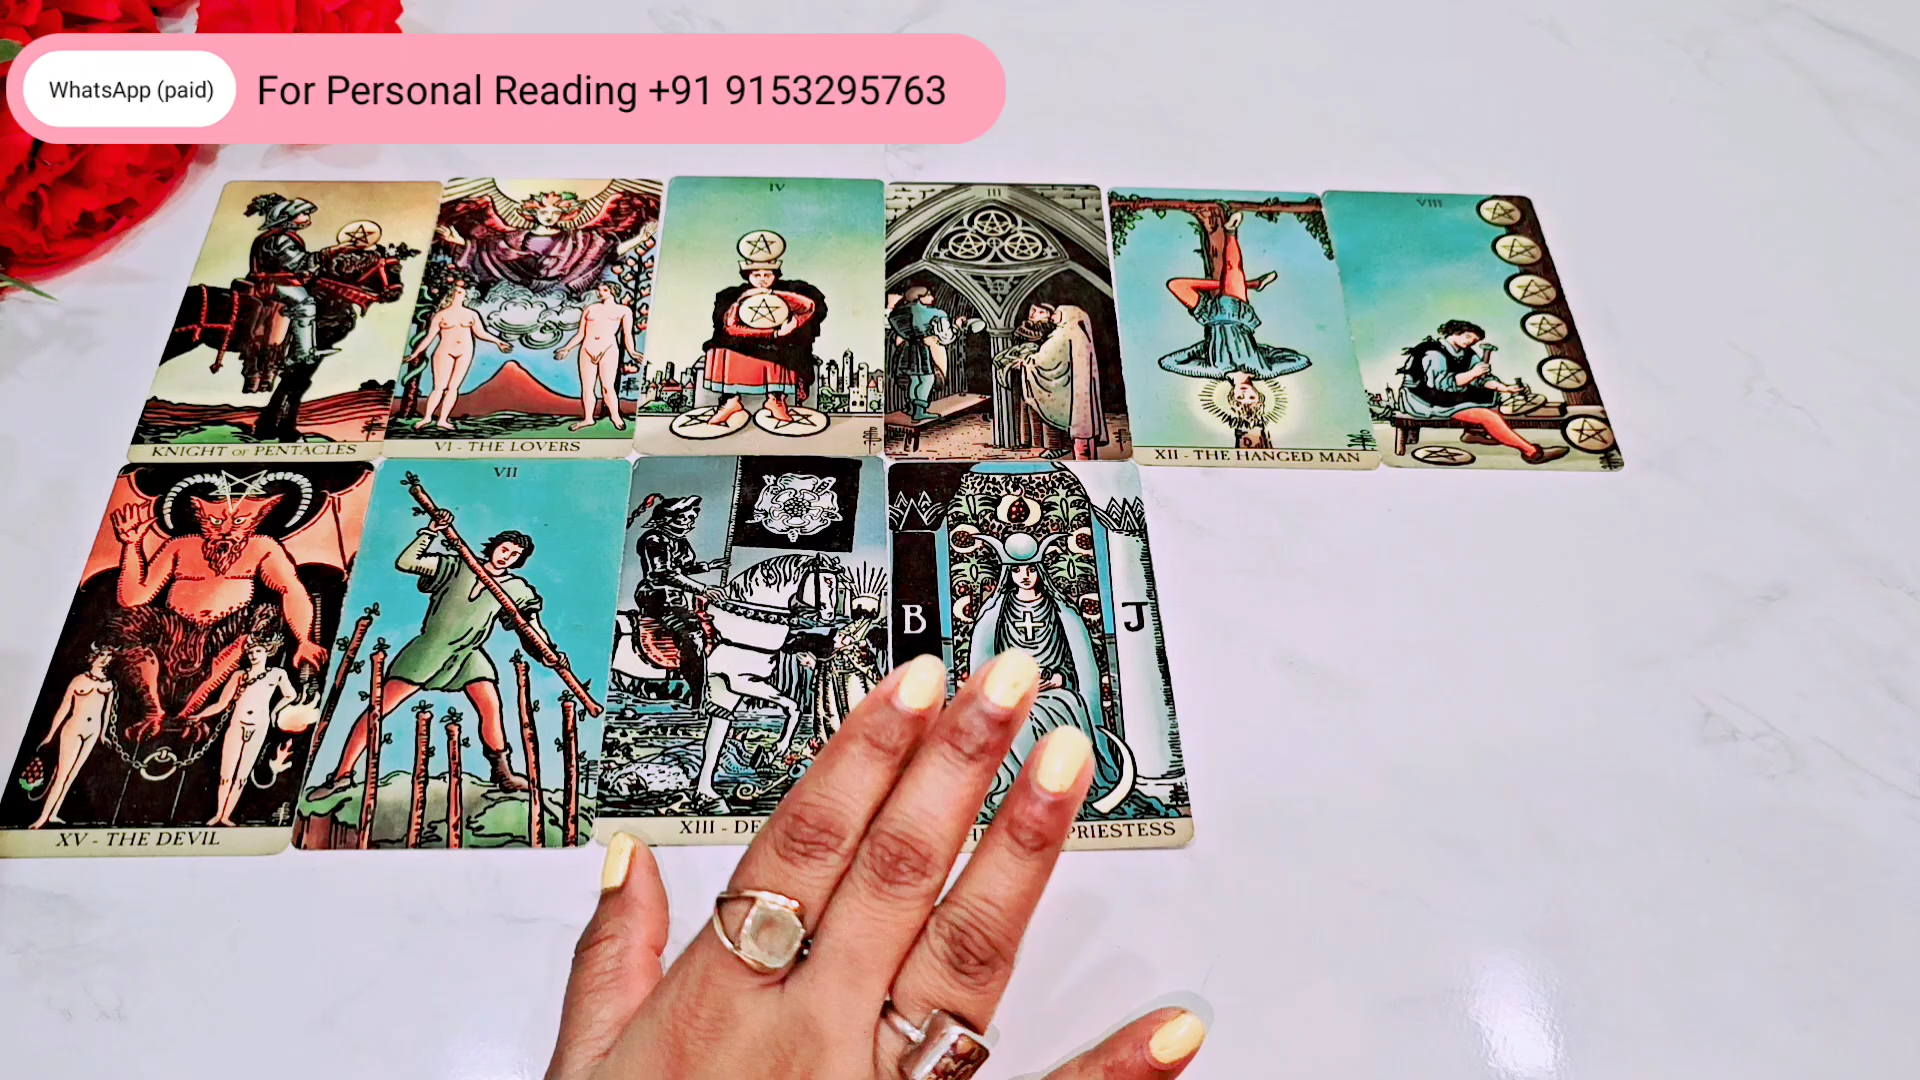 WhatsApp (paid)
For Personal Reading +91 9153295763
IV
III
VIII
KNIGHT OF PENTACLES
VI - THE LOVERS
XII - THE HANGED MAN
VII
B
J
XV - THE DEVIL
XIII - DE
PRIESTESS